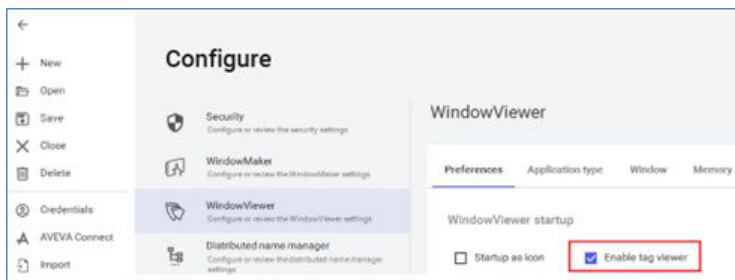 New
Open
Save
Close
Delete
Credentials
AVEVA Connect
Import
Configure
Security
Configure or review the security settings
WindowMaker
Configure or review the WindowMaker settings
WindowViewer
Configure or review the WindowViewer settings
Distributed name manager
Configure or review the distributed name manager
settings
WindowViewer
Preferences Application type Window Memory
WindowViewer startup
Startup as icon Enable tag viewer